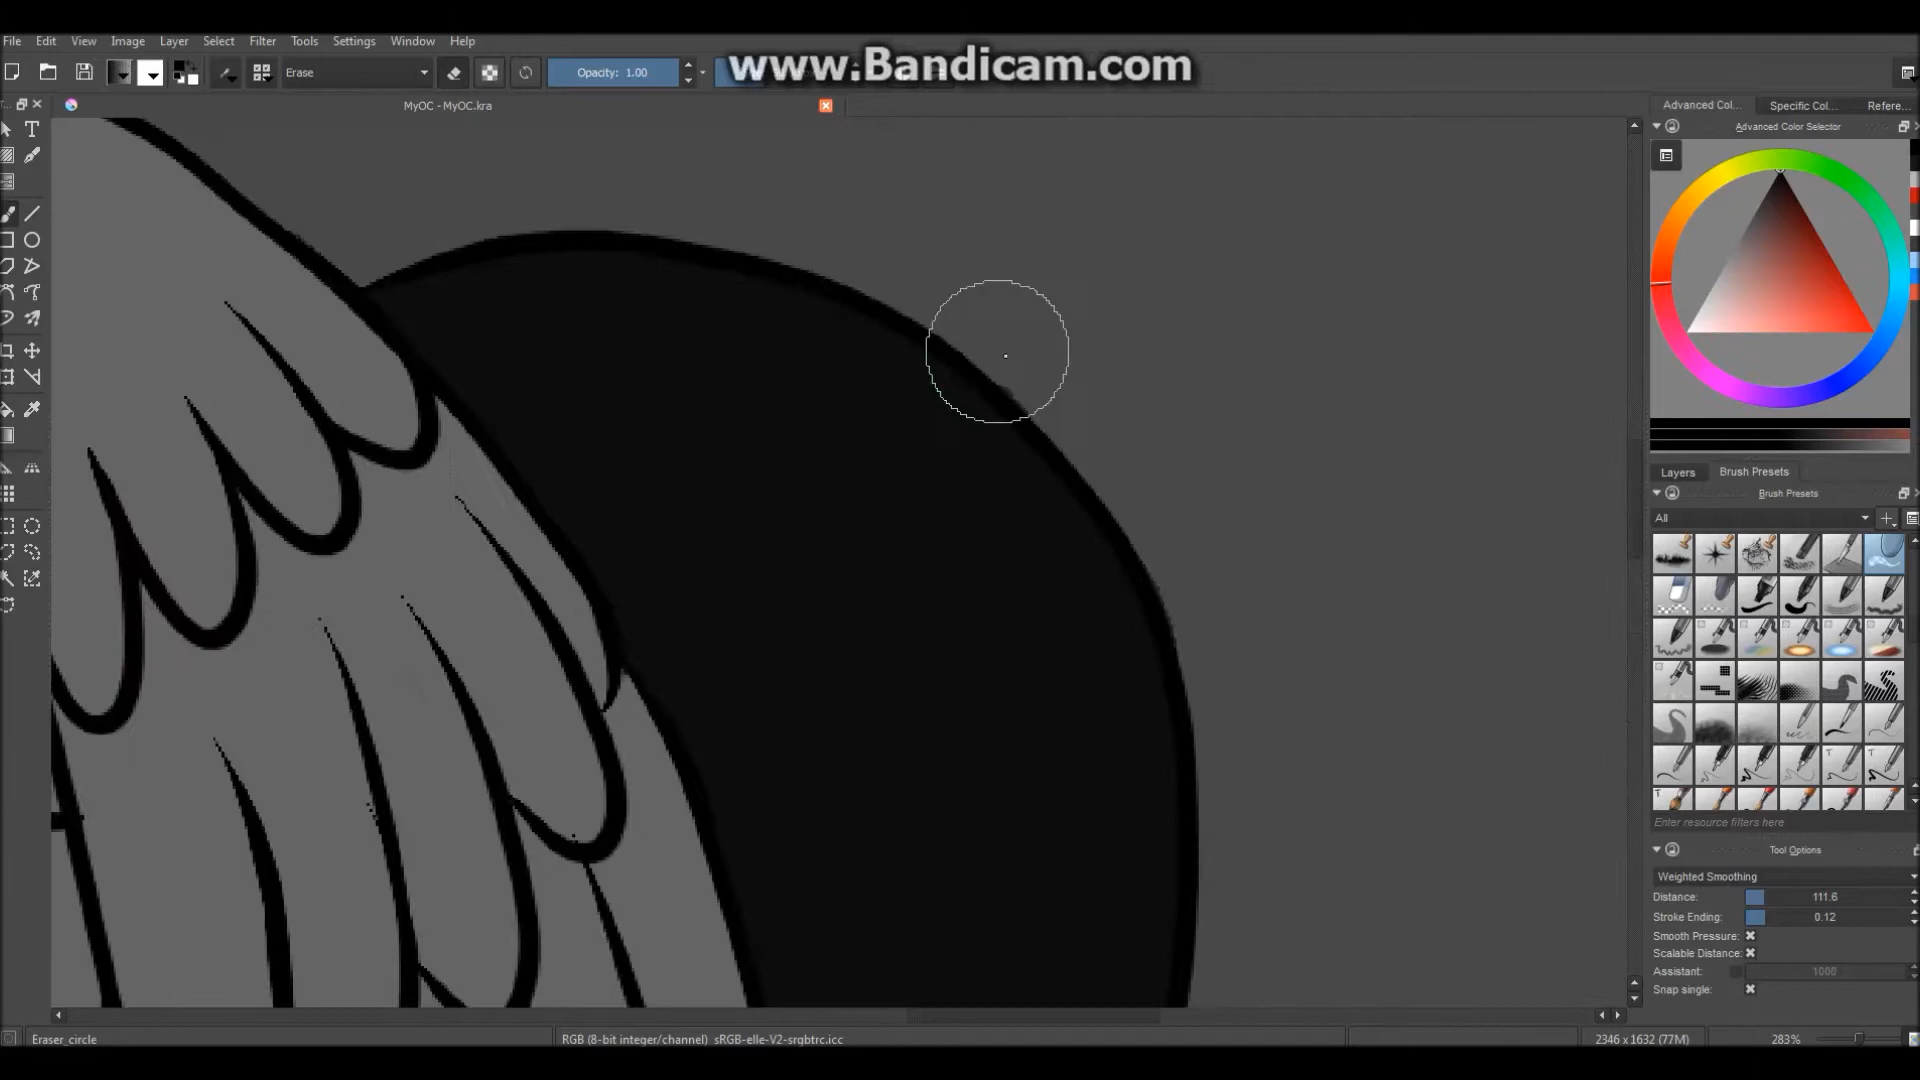 www.Bandicam.com
File Edit View Image Layer Select Filter Tools Settings Window Help
Erase
Opacity: 1.00
MyOC - MyOC.kra
Advanced Col... Specific Col... Refere...
Advanced Color Selector
Layers Brush Presets
Brush Presets
All
Enter resource filters here
Tool Options
Weighted Smoothing
Distance: 111.6
Stroke Ending: 0.12
Smooth Pressure:
Scalable Distance:
Assistant: 1000
Snap single:
Eraser_circle
RGB (8-bit integer/channel) sRGB-elle-V2-srgbtrc.icc
2346 x 1632 (77M)
283%